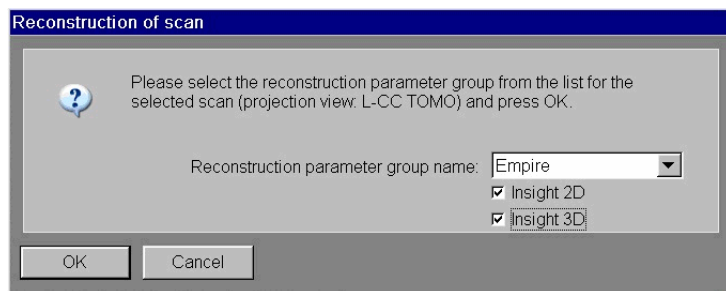 Reconstruction of scan
Please select the reconstruction parameter group from the list for the
selected scan (projection view: L-CC TOMO) and press OK.
Reconstruction parameter group name: Empire
Insight 2D
Insight 3D
OK Cancel